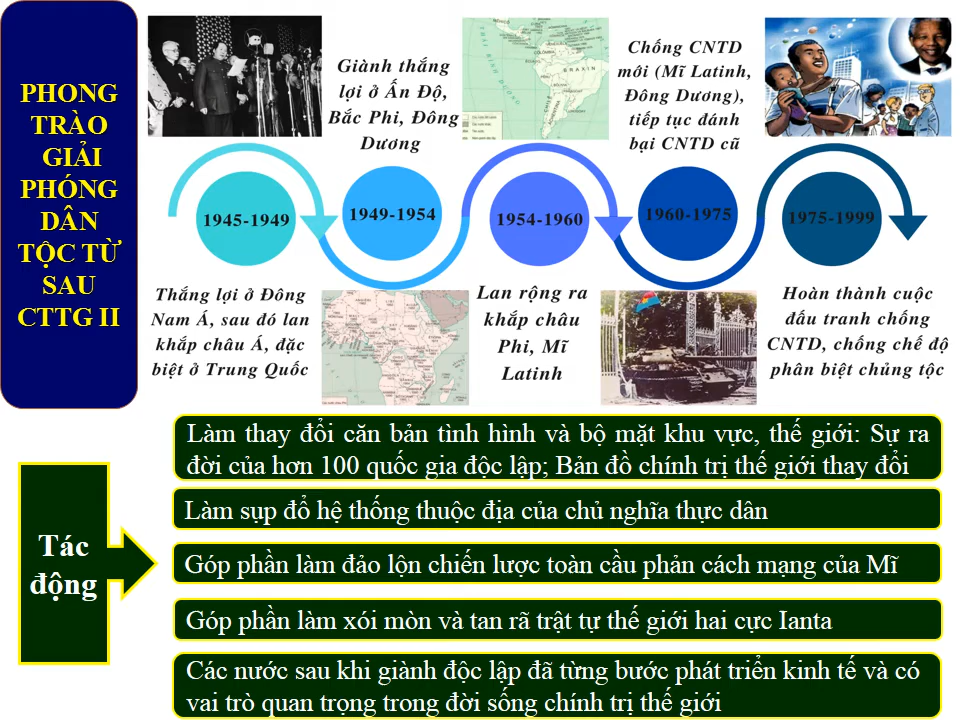 PHONG
TRÀO
GIẢI
PHÓNG
DÂN
TỘC TỪ
SAU
CTTG II
Giành thắng
lợi ở Ấn Độ,
Bắc Phi, Đông
Dương
Chống CNTD
mới (Mĩ Latinh,
Đông Dương),
tiếp tục đánh
bại CNTD cũ
1945-1949
1949-1954
1954-1960
1960-1975
1975-1999
Thắng lợi ở Đông
Nam Á, sau đó lan
khắp châu Á, đặc
biệt ở Trung Quốc
Lan rộng ra
khắp châu
Phi, Mĩ
Latinh
Hoàn thành cuộc
đấu tranh chống
CNTD, chống chế độ
phân biệt chủng tộc
Tác
động
Làm thay đổi căn bản tình hình và bộ mặt khu vực, thế giới: Sự ra
đời của hơn 100 quốc gia độc lập; Bản đồ chính trị thế giới thay đổi
Làm sụp đổ hệ thống thuộc địa của chủ nghĩa thực dân
Góp phần làm đảo lộn chiến lược toàn cầu phản cách mạng của Mĩ
Góp phần làm xói mòn và tan rã trật tự thế giới hai cực Ianta
Các nước sau khi giành độc lập đã từng bước phát triển kinh tế và có
vai trò quan trọng trong đời sống chính trị thế giới